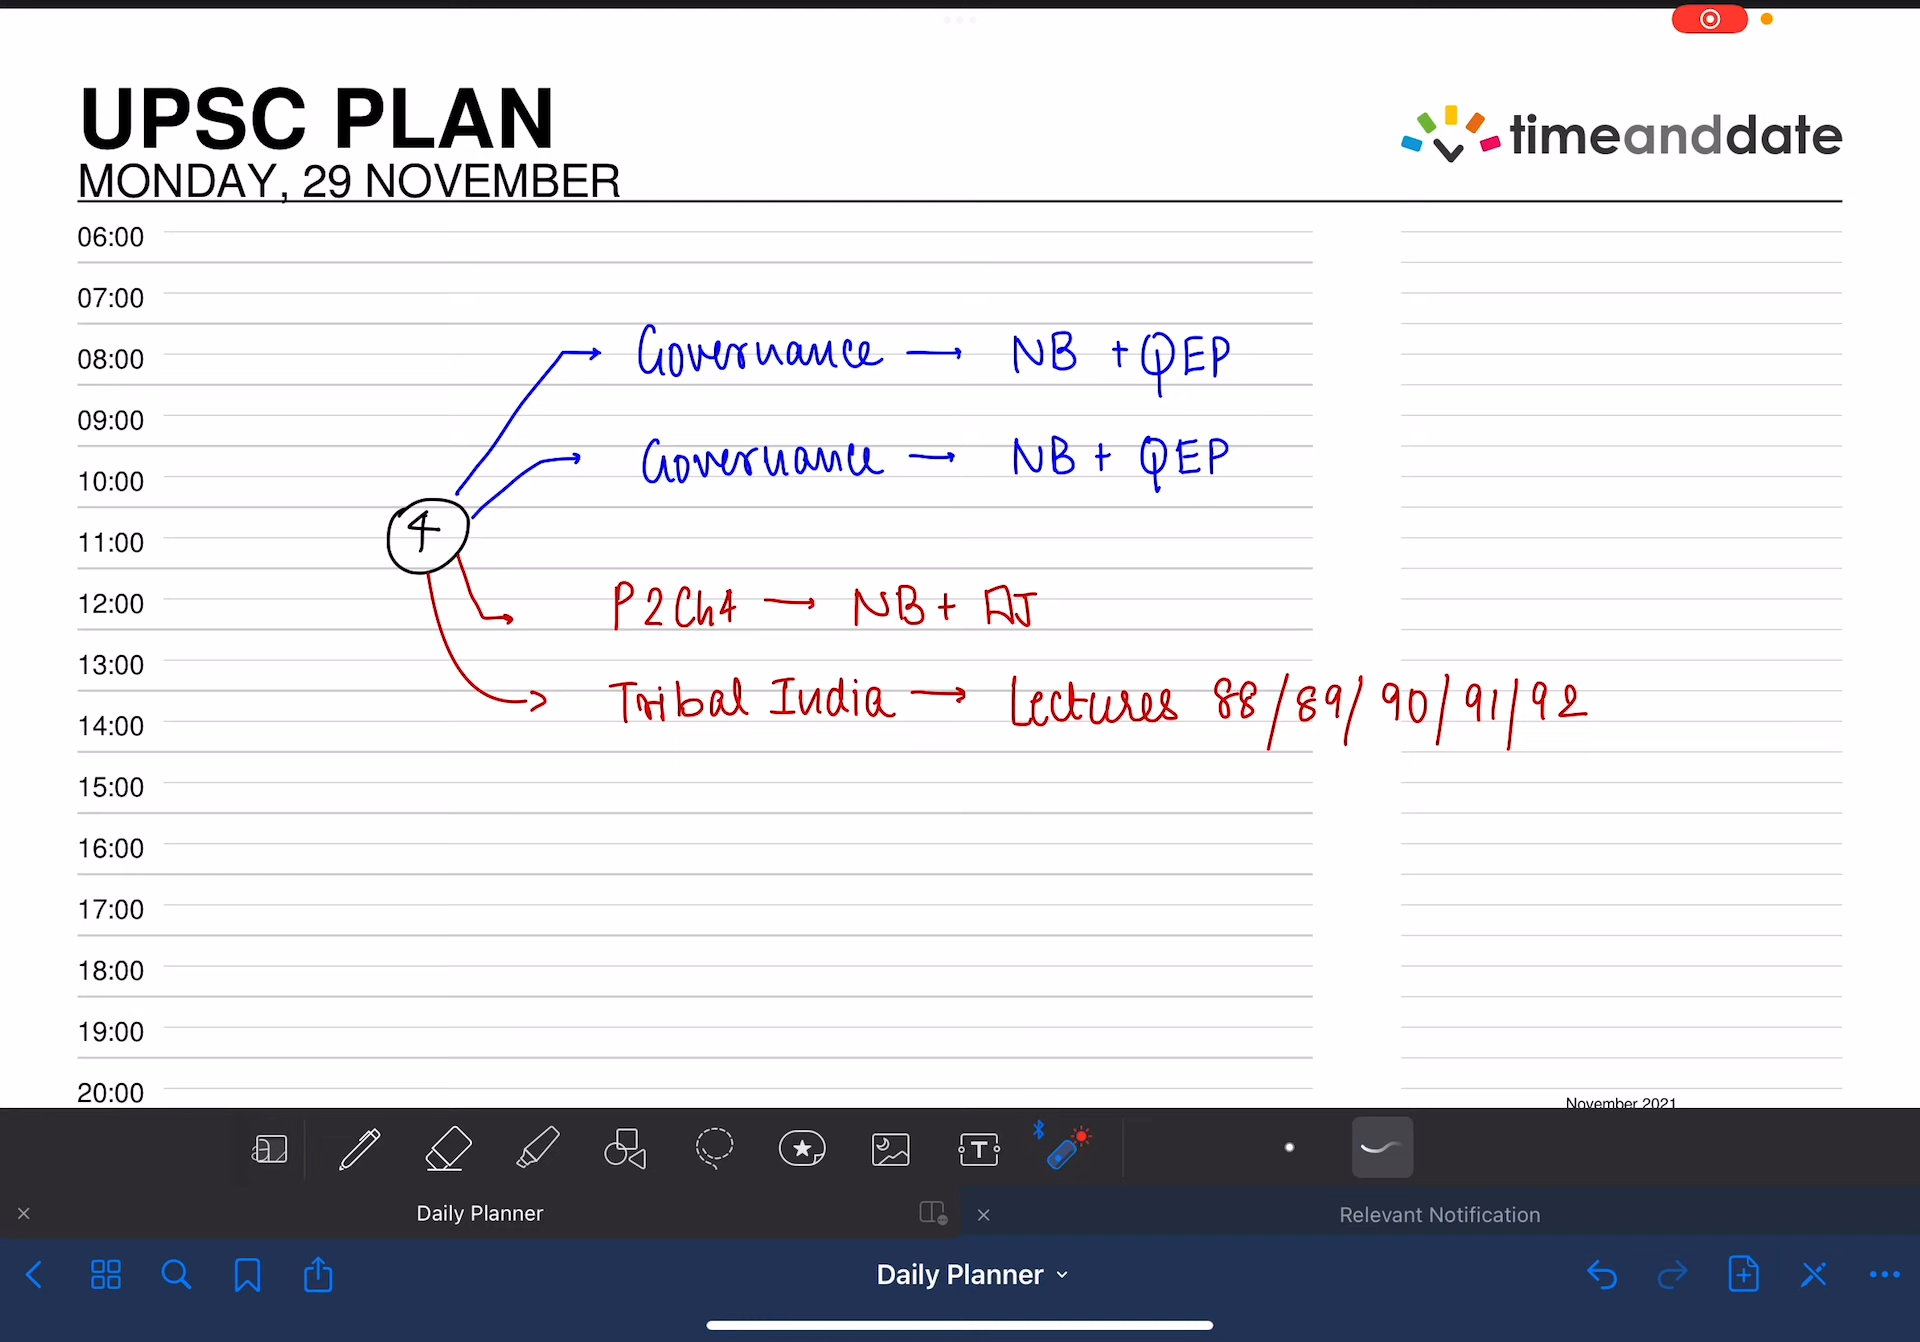 UPSC PLAN
timeanddate
MONDAY, 29 NOVEMBER
06:00
07:00
08:00
Governance → NB + QEP
09:00
Governance → NB + QEP
10:00
4
11:00
12:00
P2Ch4 → NB +
13:00
Tribal India → Lectures 88/89/90/91/92
14:00
15:00
16:00
17:00
18:00
19:00
20:00
November 2021
T
Daily Planner
Relevant Notification
Daily Planner